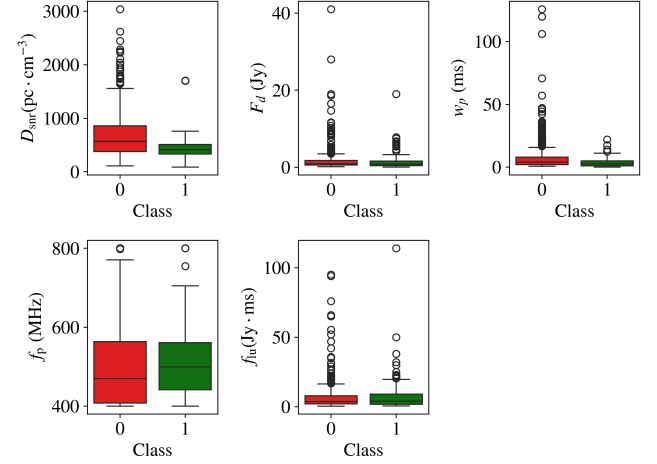 3000
2000
1000
0
D_snr(pc·cm⁻³)
0 1
Class
40
20
0
F_d (Jy)
0 1
Class
100
50
0
w_p (ms)
0 1
Class
800
600
400
f_p (MHz)
0 1
Class
100
50
0
f_lu(Jy·ms)
0 1
Class